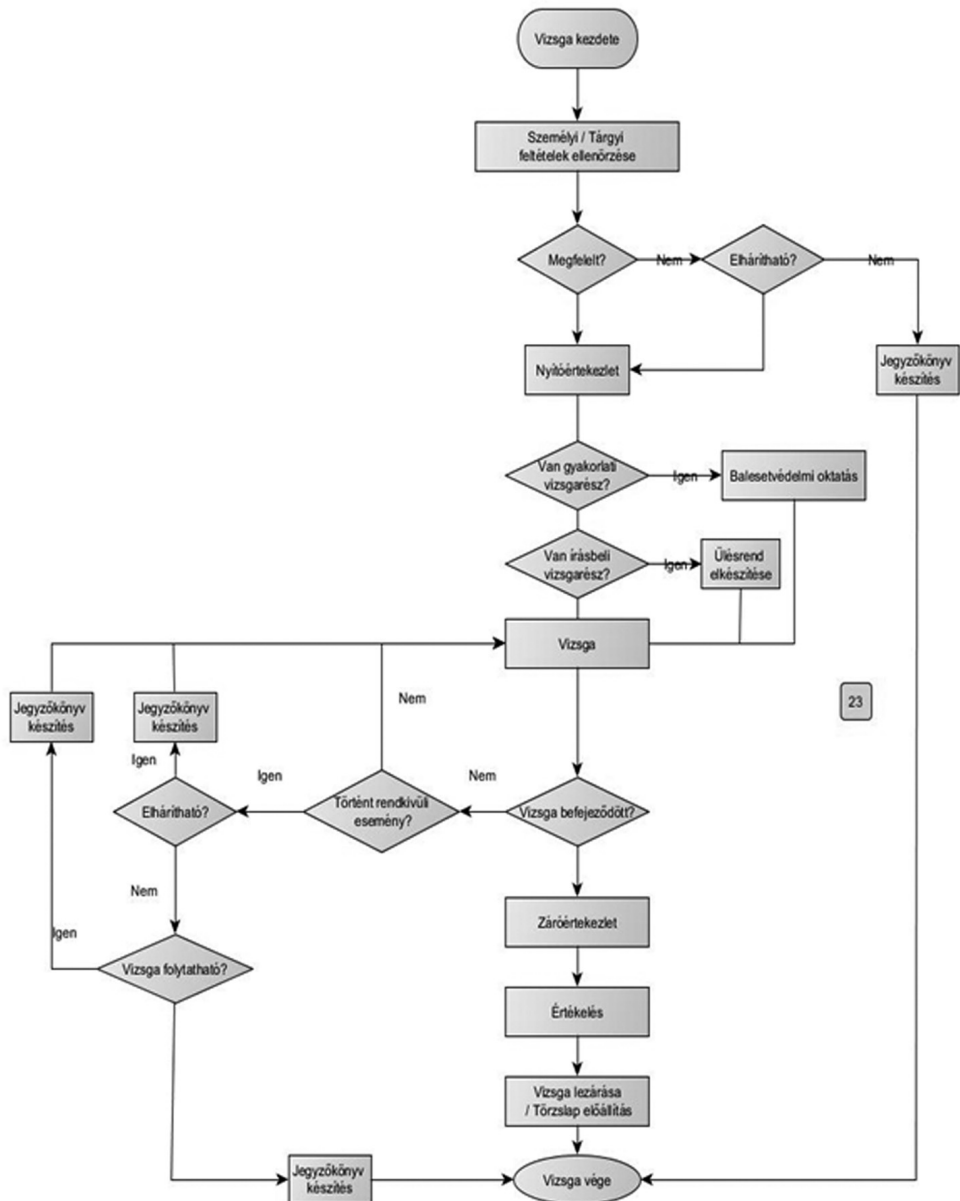 Vizsga kezdete
Személyi / Tárgyi
feltételek ellenőrzése
Megfelelt?
Nem
Elhárítható?
Nem
Nyitóértekezlet
Jegyzőkönyv
készítés
Van gyakorlati
vizsgarész?
Igen
Balesetvédelmi oktatás
Van írásbeli
vizsgarész?
Igen
Ülésrend
elkészítése
Vizsga
Jegyzőkönyv
készítés
Jegyzőkönyv
készítés
Nem
23
Igen
Igen
Nem
Elhárítható?
Történt rendkívüli
esemény?
Vizsga befejeződött?
Nem
Záróértekezlet
Igen
Vizsga folytatható?
Értékelés
Vizsga lezárása
/ Törzslap előállítás
Jegyzőkönyv
készítés
Vizsga vége